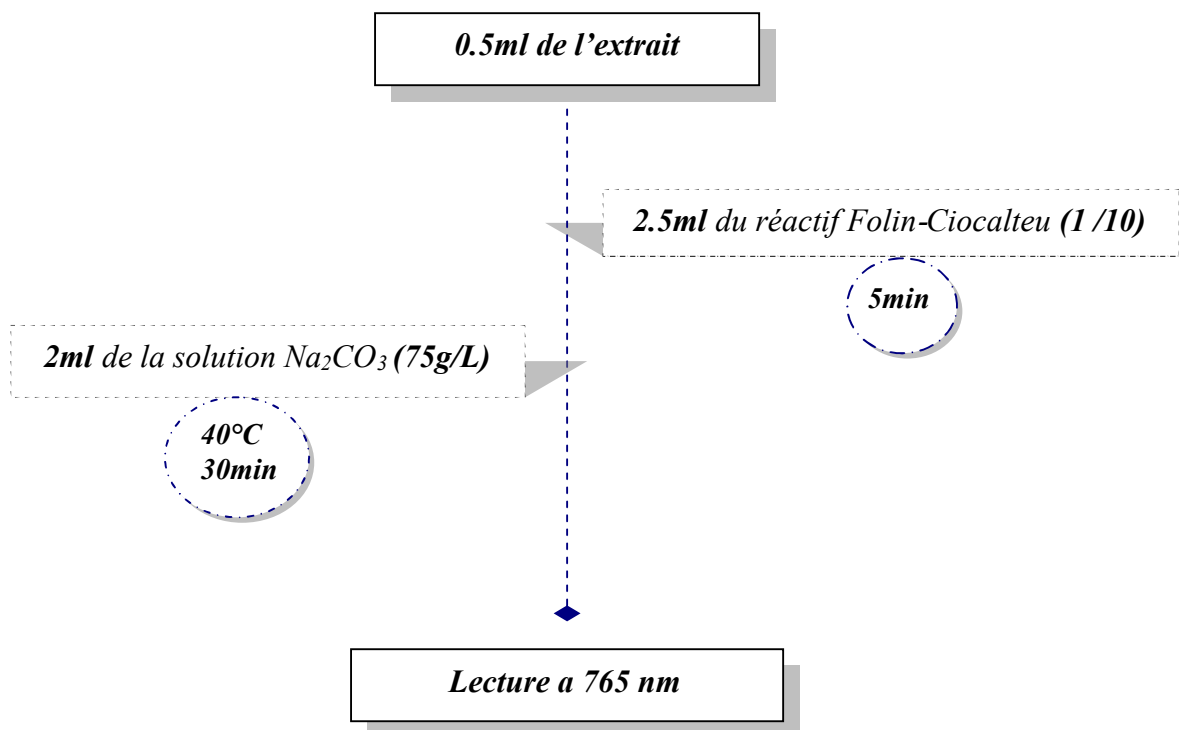 0.5ml de l’extrait
2.5ml du réactif Folin-Ciocalteu (1 /10)
5min
2ml de la solution Na₂CO₃ (75g/L)
40°C
30min
Lecture a 765 nm